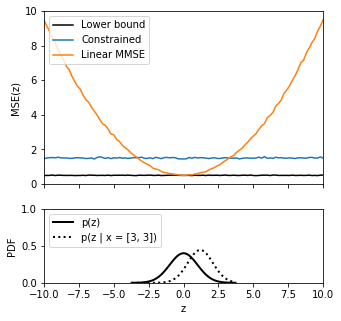 10
8
6
4
2
0
MSE(z)
Lower bound
Constrained
Linear MMSE
1.0
0.5
0.0
PDF
p(z)
p(z | x = [3, 3])
−10.0 −7.5 −5.0 −2.5 0.0 2.5 5.0 7.5 10.0
z